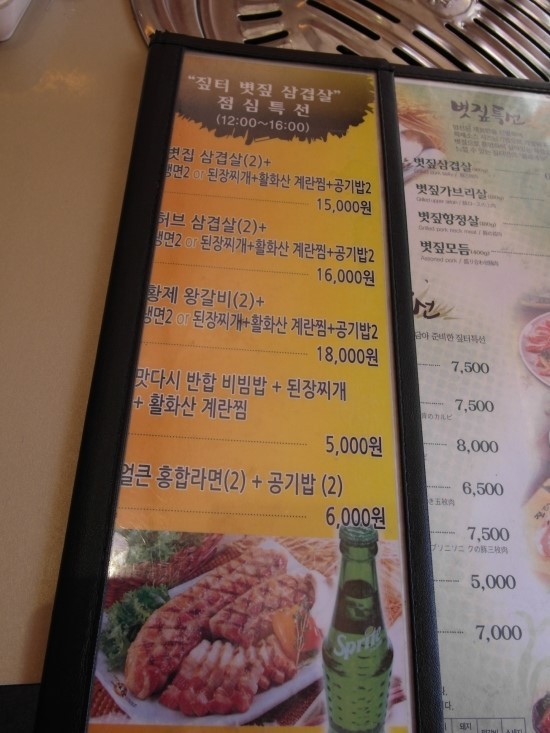 "짚터 볏짚 삼겹살"
점심특선
(12:00~16:00)
볏집 삼겹살(2)+
냉면2 or 된장찌개+활화산 계란찜+공기밥2
15,000원
허브 삼겹살(2)+
냉면2 or 된장찌개+활화산 계란찜+공기밥2
16,000원
황제 왕갈비(2)+
냉면2 or 된장찌개+활화산 계란찜+공기밥2
18,000원
맛다시 반합 비빔밥 + 된장찌개
+ 활화산 계란찜
5,000원
얼큰 홍합라면(2) + 공기밥 (2)
6,000원
Sprite
볏짚특선
볏짚삼겹살
볏짚가브리살
볏짚항정살
볏짚모듬
선
준비한 짚터특선
7,500
7,500
8,000
6,500
7,500
5,000
7,000